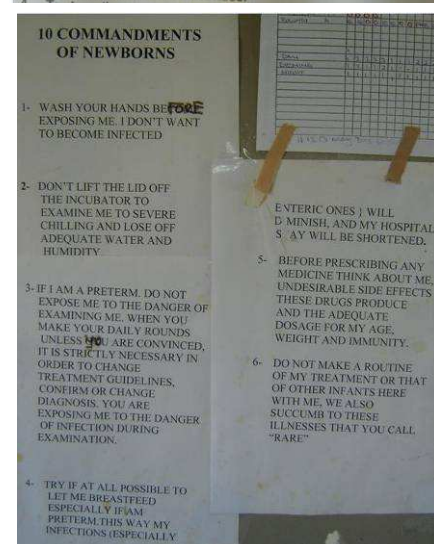 10 COMMANDMENTS
OF NEWBORNS
1- WASH YOUR HANDS BEFORE
EXPOSING ME. I DON'T WANT
TO BECOME INFECTED
2- DON'T LIFT THE LID OFF
THE INCUBATOR TO
EXAMINE ME TO SEVERE
CHILLING AND LOSE OFF
ADEQUATE WATER AND
HUMIDITY
3- IF I AM A PRETERM. DO NOT
EXPOSE ME TO THE DANGER OF
EXAMINING ME. WHEN YOU
MAKE YOUR DAILY ROUNDS
UNLESS YOU ARE CONVINCED,
IT IS STRICTLY NECESSARY IN
ORDER TO CHANGE
TREATMENT GUIDELINES,
CONFIRM OR CHANGE
DIAGNOSIS. YOU ARE
EXPOSING ME TO THE DANGER
OF INFECTION DURING
EXAMINATION.
4- TRY IF AT ALL POSSIBLE TO
LET ME BREASTFEED
ESPECIALLY IF AM
PRETERM.THIS WAY MY
INFECTIONS (ESPECIALLY
ENTERIC ONES } WILL
D MINISH, AND MY HOSPITAL
S AY WILL BE SHORTENED.
5- BEFORE PRESCRIBING ANY
MEDICINE THINK ABOUT ME,
UNDESIRABLE SIDE EFFECTS
THESE DRUGS PRODUCE
AND THE ADEQUATE
DOSAGE FOR MY AGE,
WEIGHT AND IMMUNITY.
6- DO NOT MAKE A ROUTINE
OF MY TREATMENT OR THAT
OF OTHER INFANTS HERE
WITH ME, WE ALSO
SUCCUMB TO THESE
ILLNESSES THAT YOU CALL
"RARE"